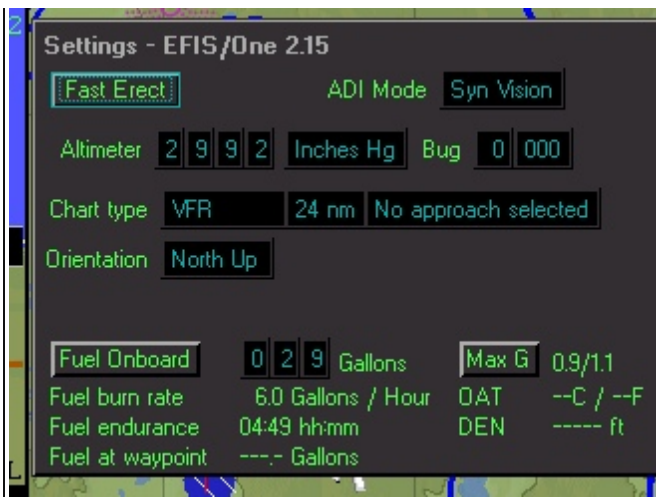 2
Settings - EFIS/One 2.15
Fast Erect ADI Mode Syn Vision
Altimeter 2 9 9 2 Inches Hg Bug 0 000
Chart type VFR 24 nm No approach selected
Orientation North Up
Fuel Onboard 0 2 9 Gallons Max G 0.9/1.1
Fuel burn rate 6.0 Gallons / Hour OAT --C / --F
Fuel endurance 04:49 hh:mm DEN ----- ft
Fuel at waypoint ---.- Gallons
L